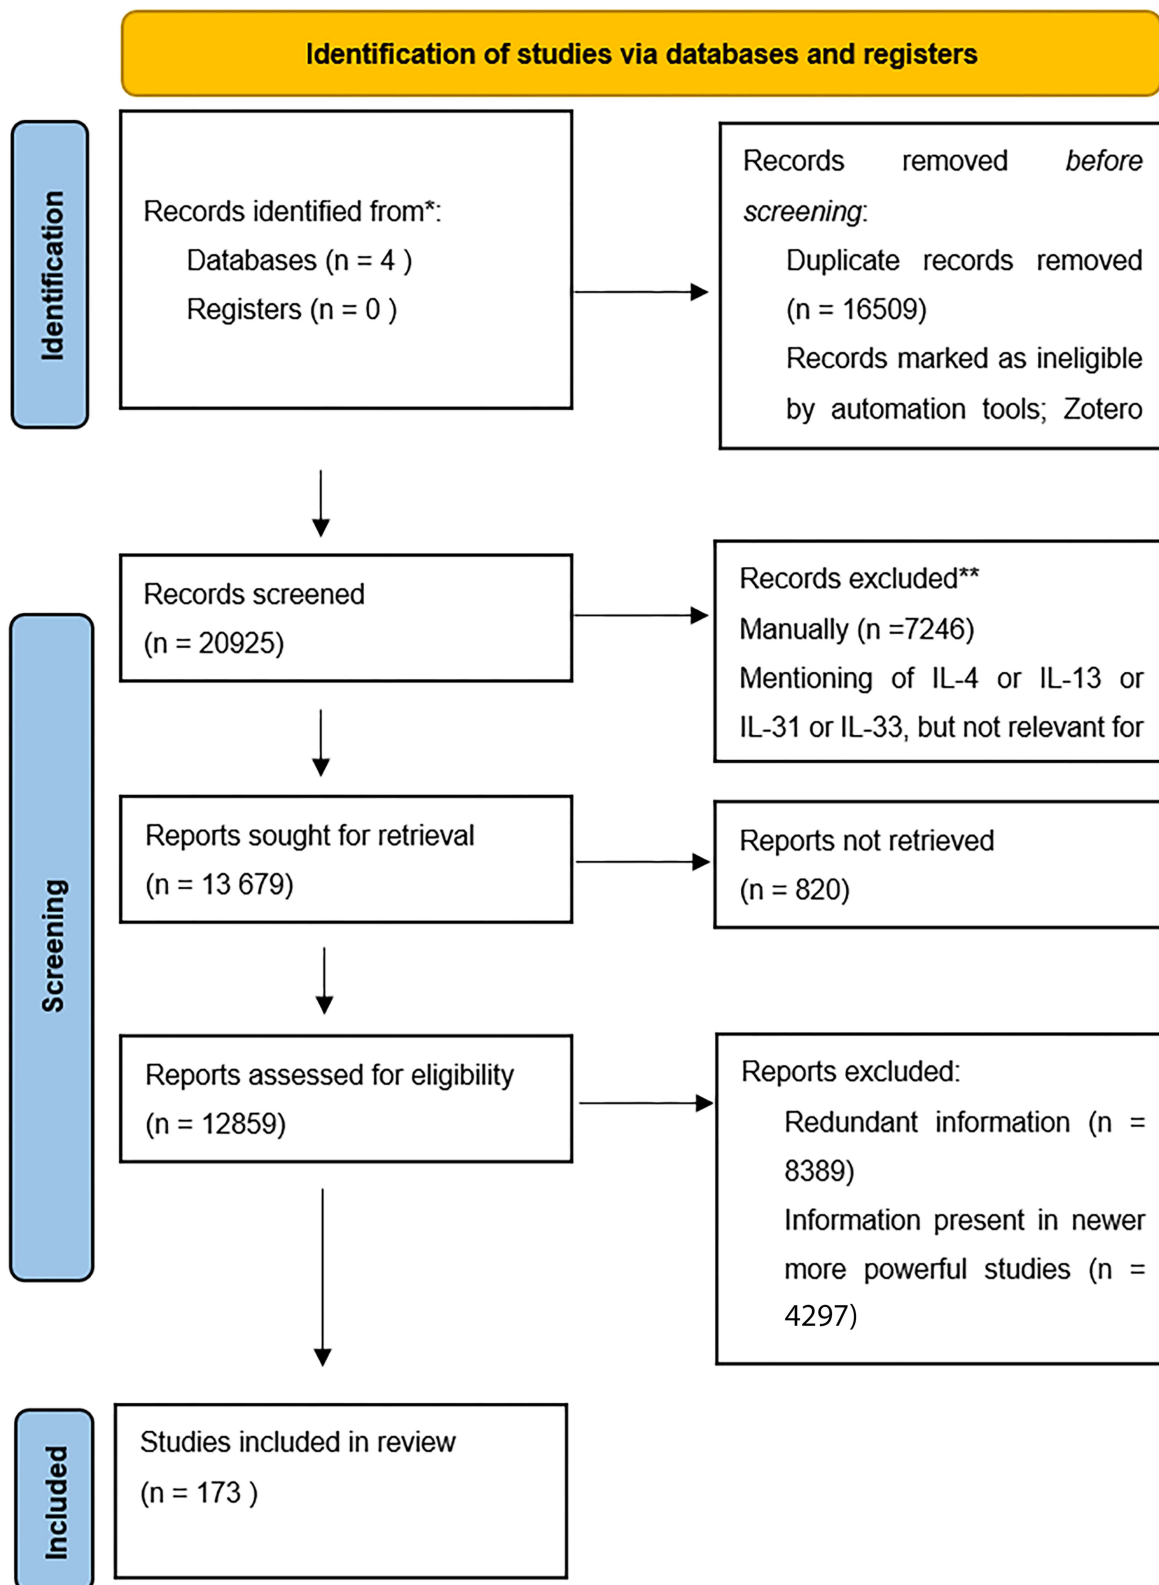 Identification of studies via databases and registers
Identification
Records identified from*:
Databases (n = 4 )
Registers (n = 0 )
Records removed before
screening:
Duplicate records removed
(n = 16509)
Records marked as ineligible
by automation tools; Zotero
Screening
Records screened
(n = 20925)
Records excluded**
Manually (n =7246)
Mentioning of IL-4 or IL-13 or
IL-31 or IL-33, but not relevant for
Reports sought for retrieval
(n = 13 679)
Reports not retrieved
(n = 820)
Reports assessed for eligibility
(n = 12859)
Reports excluded:
Redundant information (n =
8389)
Information present in newer
more powerful studies (n =
4297)
Included
Studies included in review
(n = 173 )